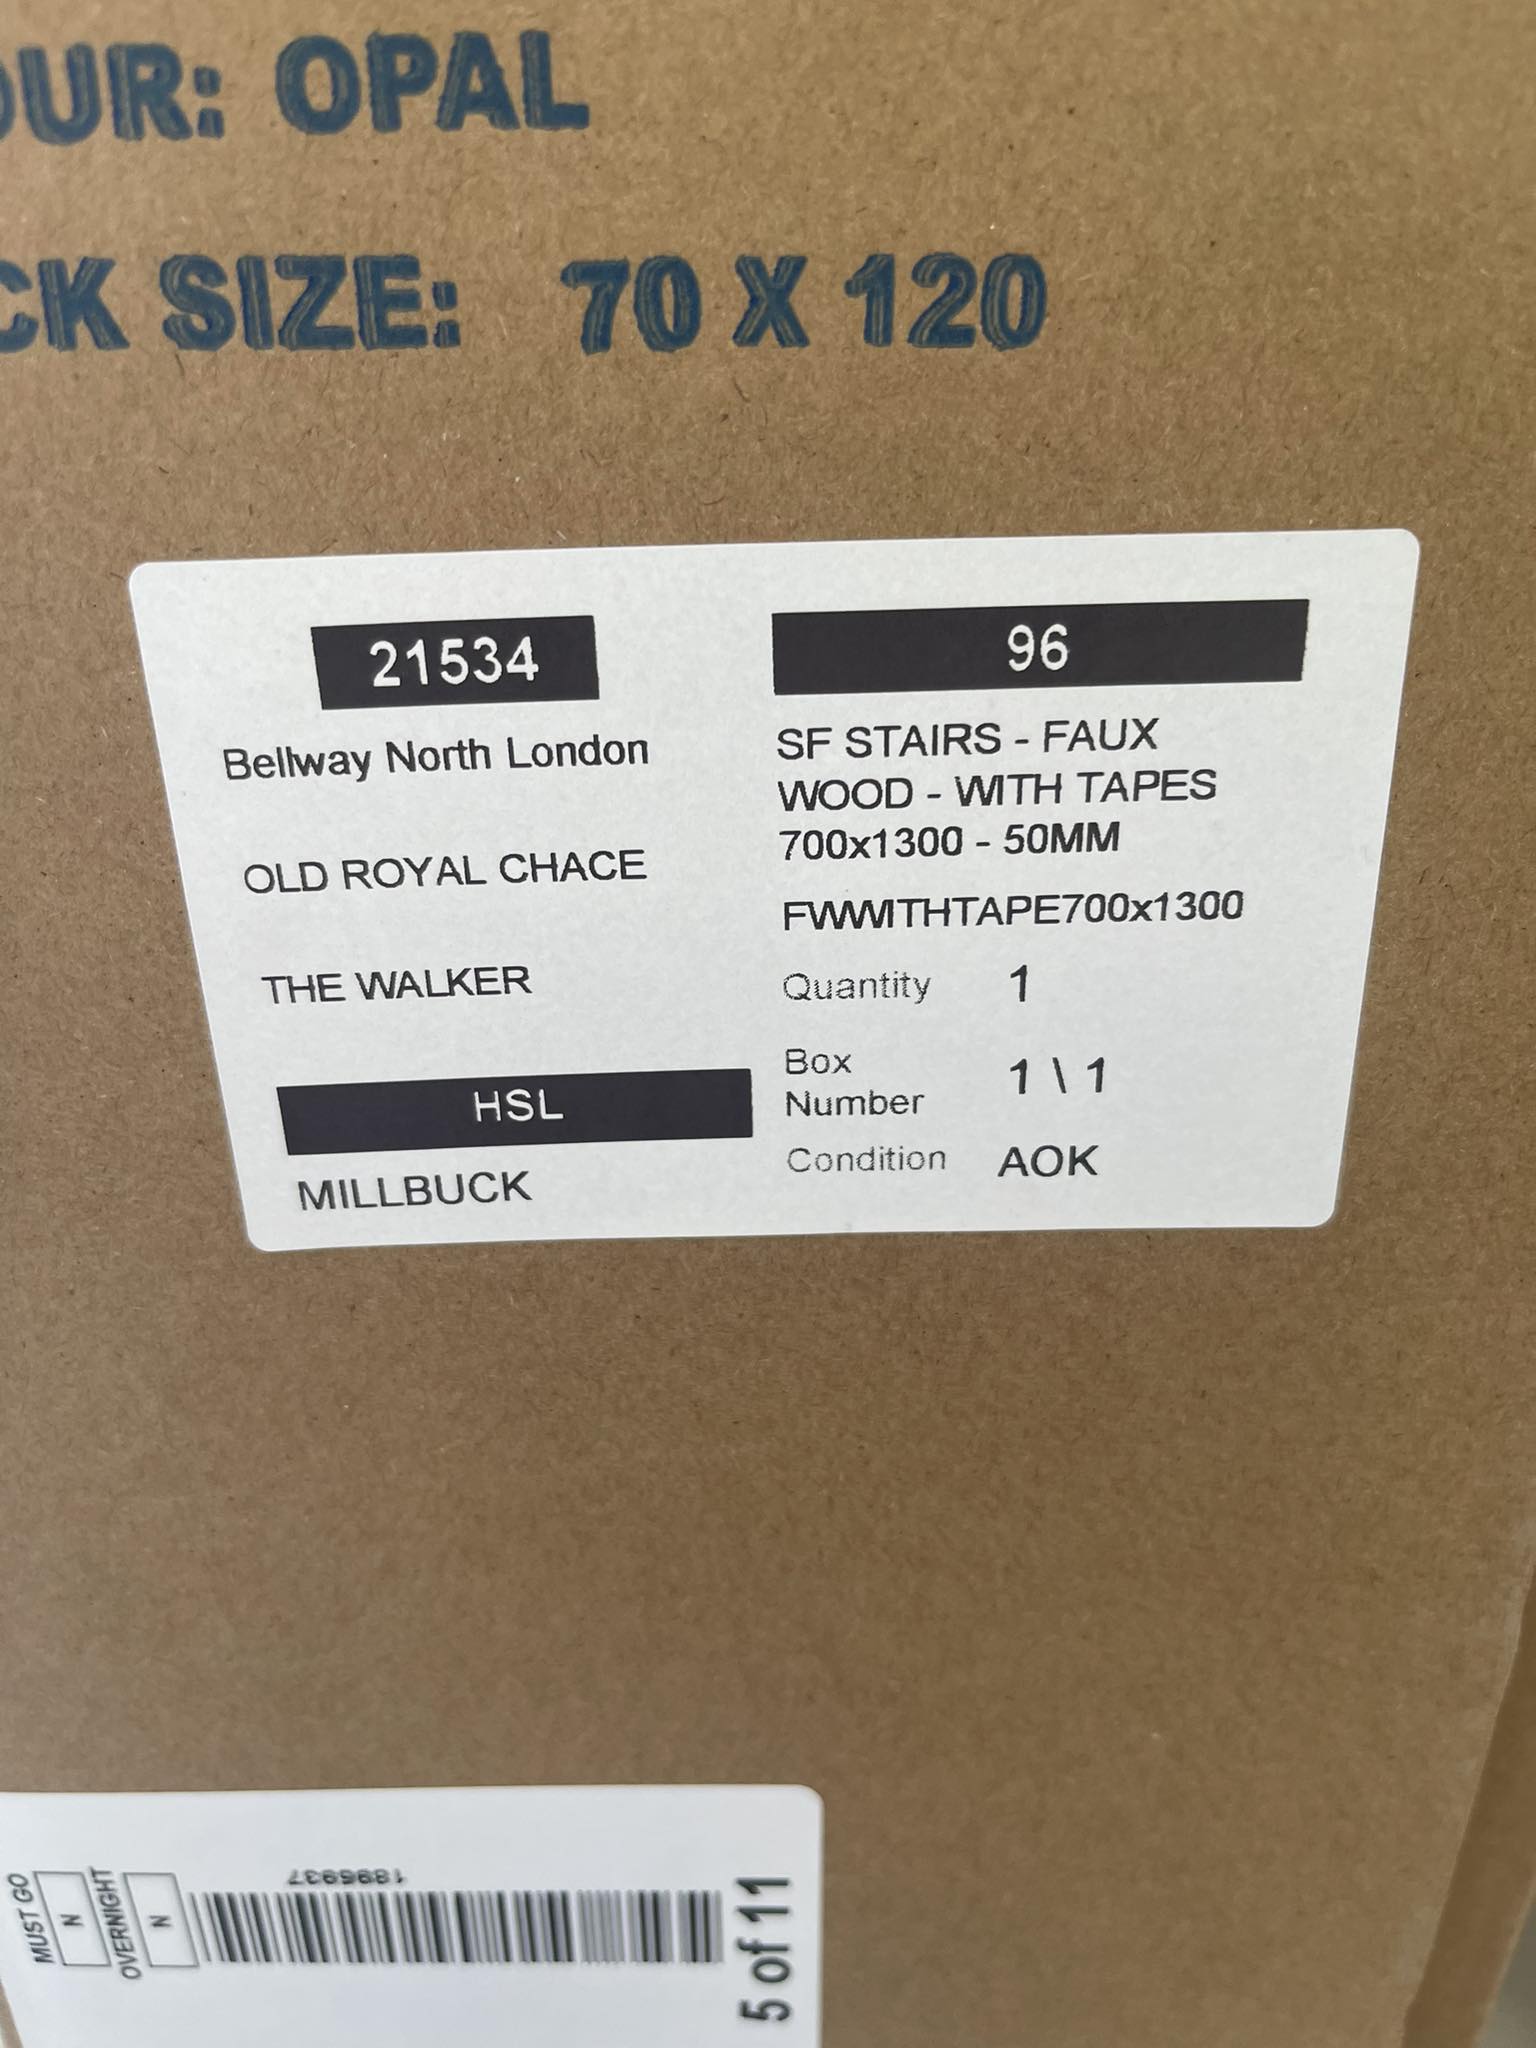 OUR: OPAL
CK SIZE: 70 X 120
21534
Bellway North London
OLD ROYAL CHACE
THE WALKER
HSL
MILLBUCK
96
SF STAIRS - FAUX
WOOD - WITH TAPES
700x1300 - 50MM
FWWITHTAPE700x1300
Quantity 1
Box
Number 1 \ 1
Condition AOK
MUST GO
N
OVERNIGHT
N
1896937
5 of 11